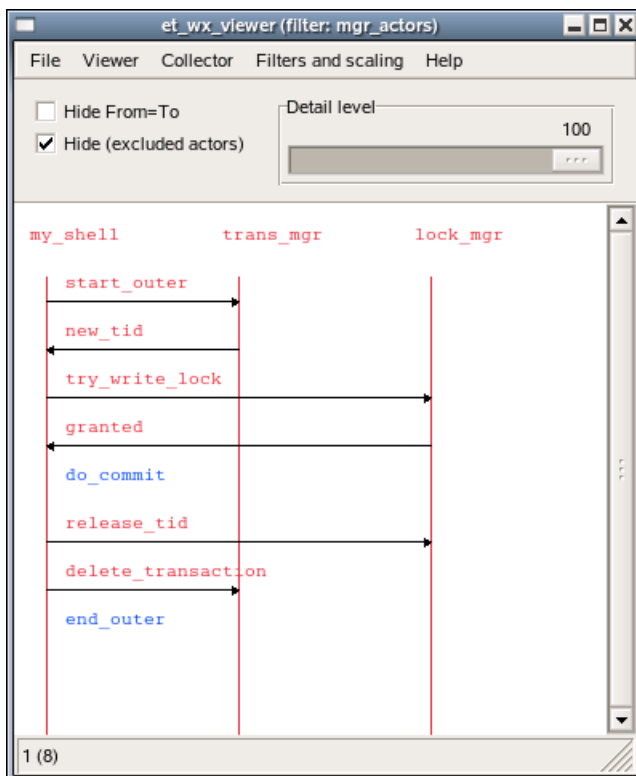 et_wx_viewer (filter: mgr_actors)
File Viewer Collector Filters and scaling Help
Hide From=To
Hide (excluded actors)
Detail level
100
my_shell trans_mgr lock_mgr
start_outer
new_tid
try_write_lock
granted
do_commit
release_tid
delete_transaction
end_outer
1 (8)